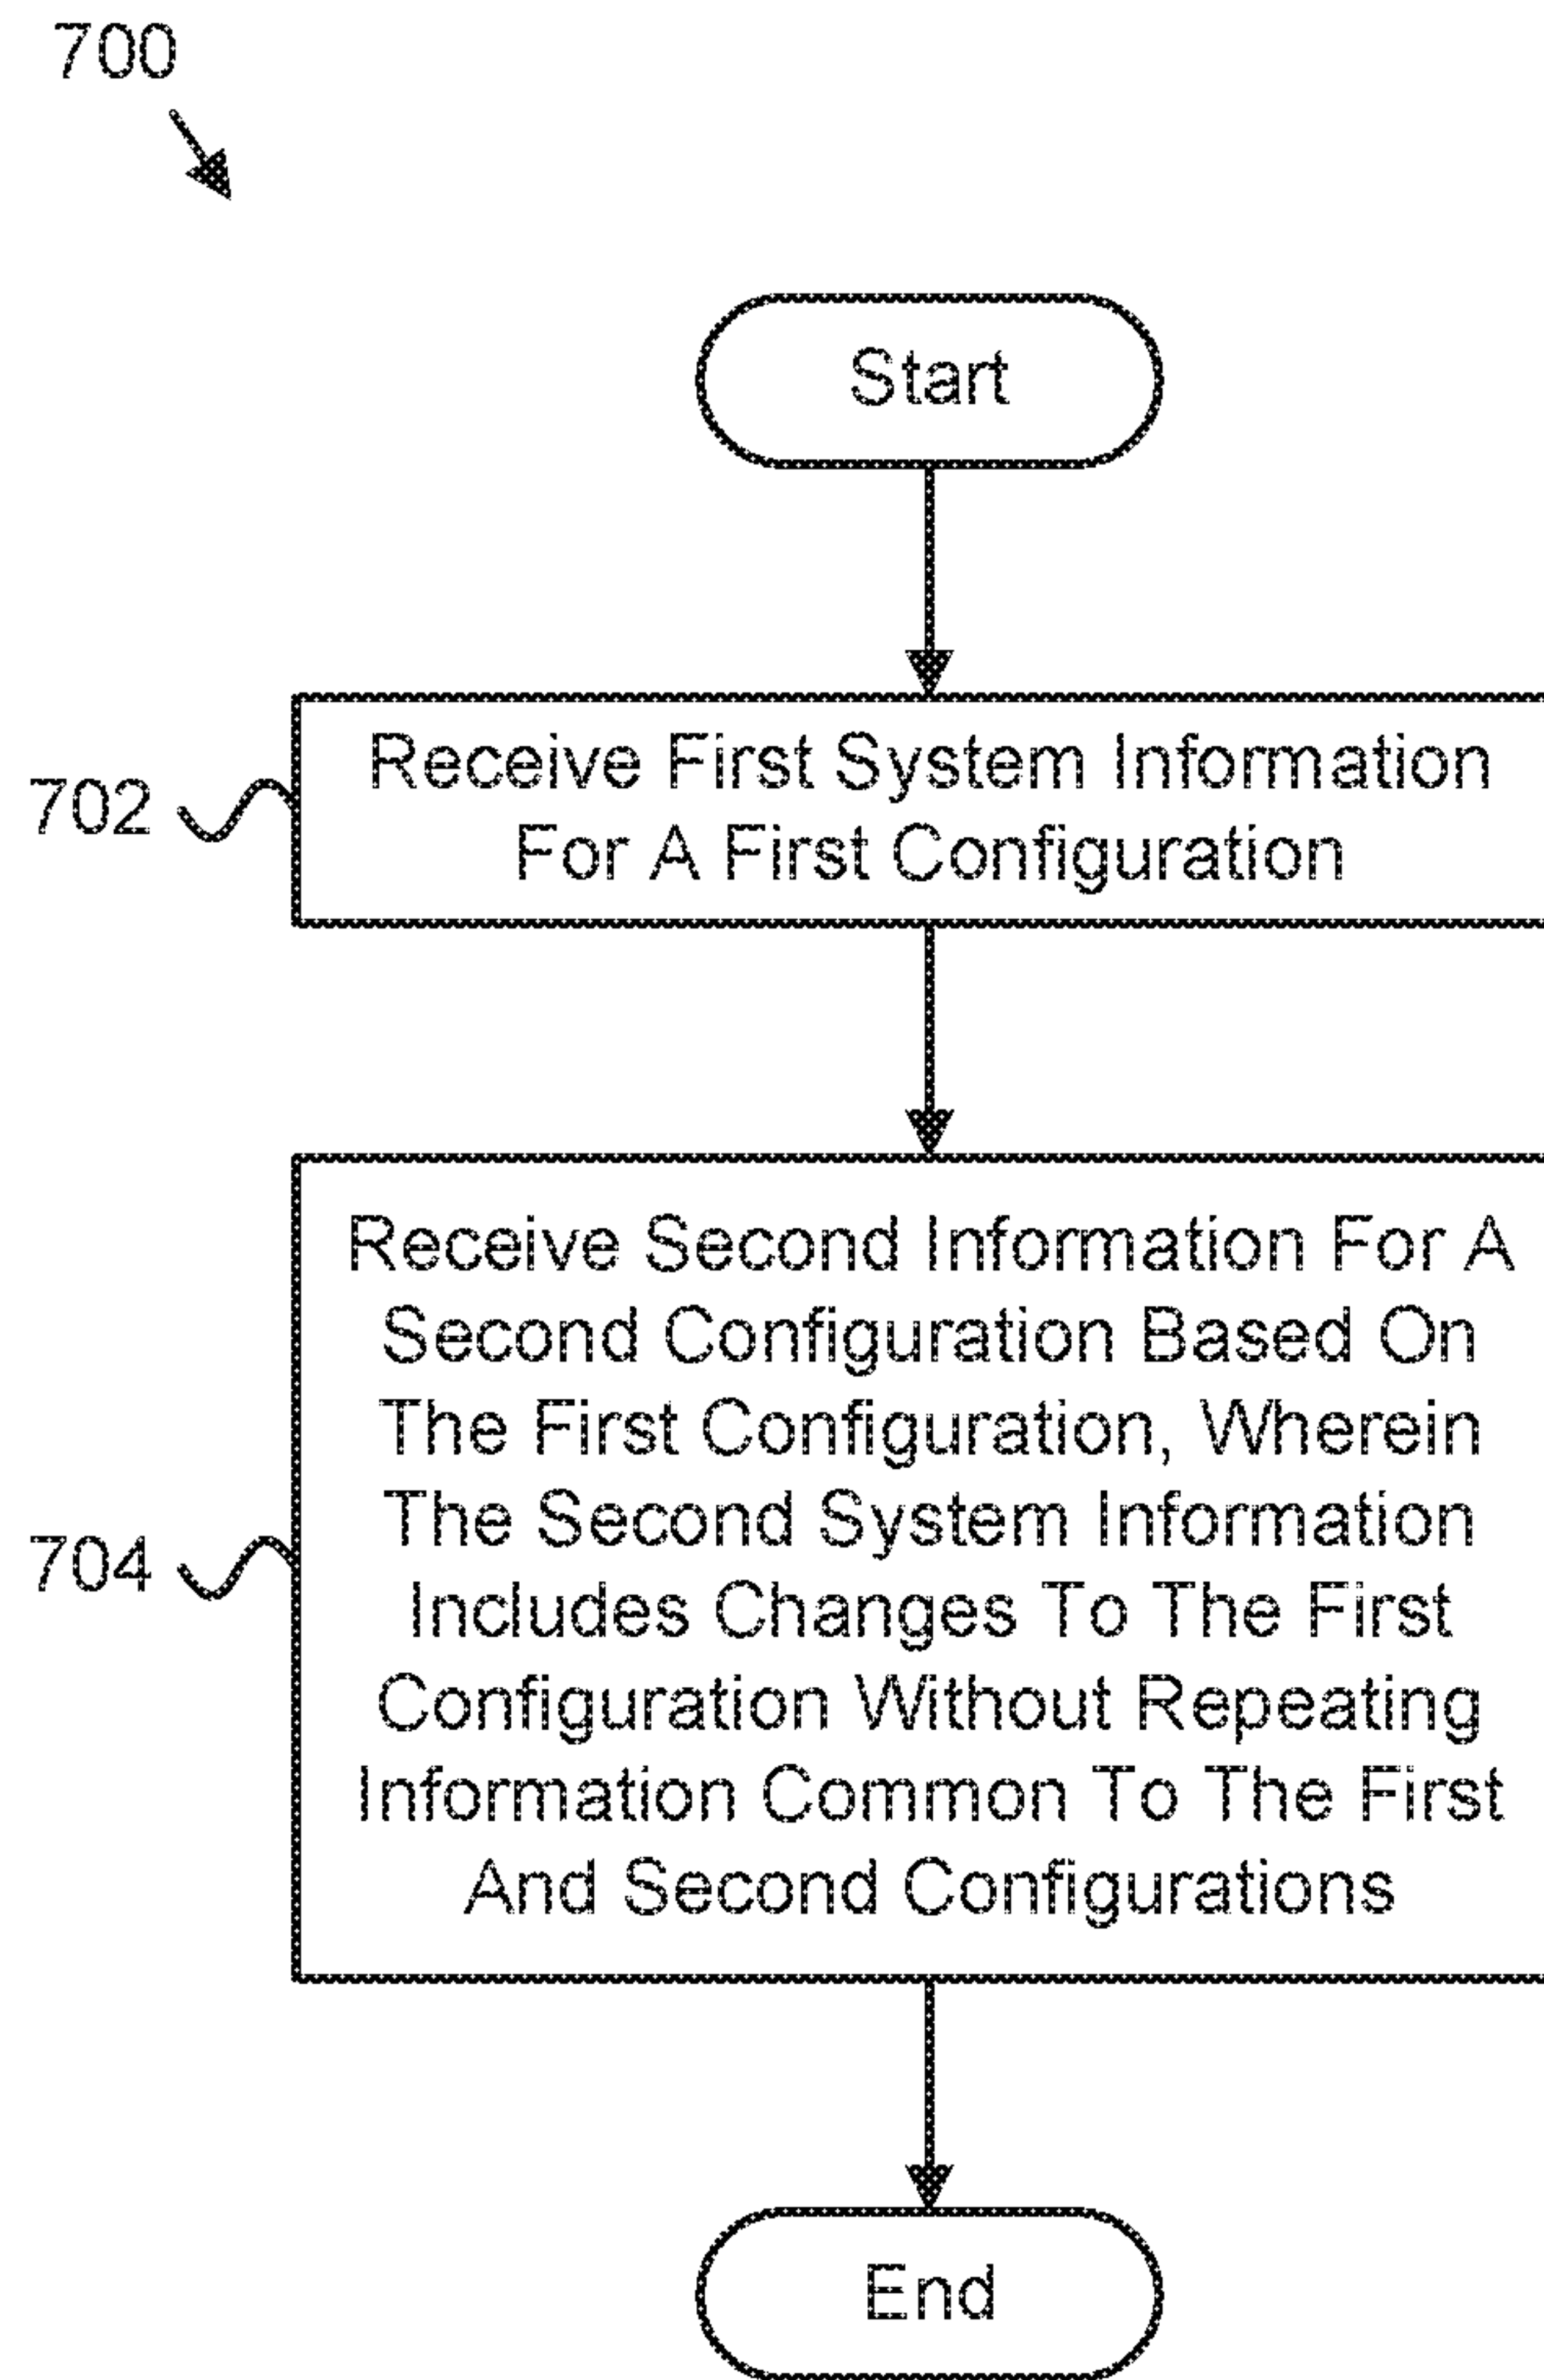 700
Start
702
Receive First System Information
For A First Configuration
704
Receive Second Information For A
Second Configuration Based On
The First Configuration, Wherein
The Second System Information
Includes Changes To The First
Configuration Without Repeating
Information Common To The First
And Second Configurations
End